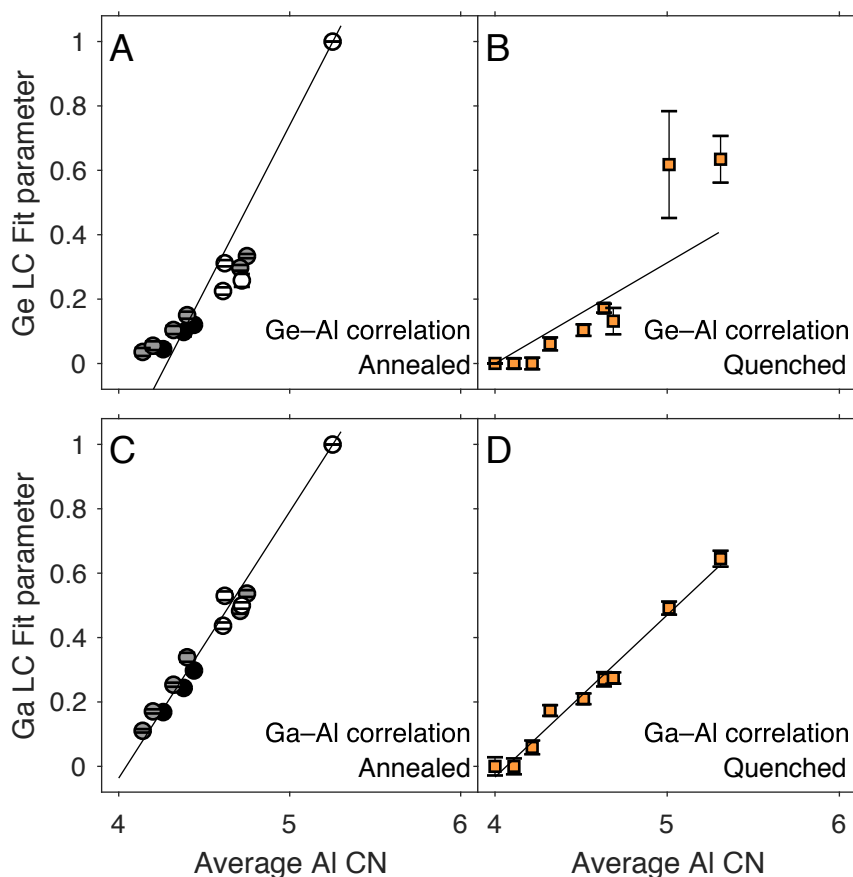 A
B
1
0.8
0.6
0.4
0.2
0
Ge LC Fit parameter
Ge–Al correlation
Annealed
Ge–Al correlation
Quenched
C
D
1
0.8
0.6
0.4
0.2
0
Ga LC Fit parameter
Ga–Al correlation
Annealed
Ga–Al correlation
Quenched
4
5
6
4
5
6
Average Al CN
Average Al CN